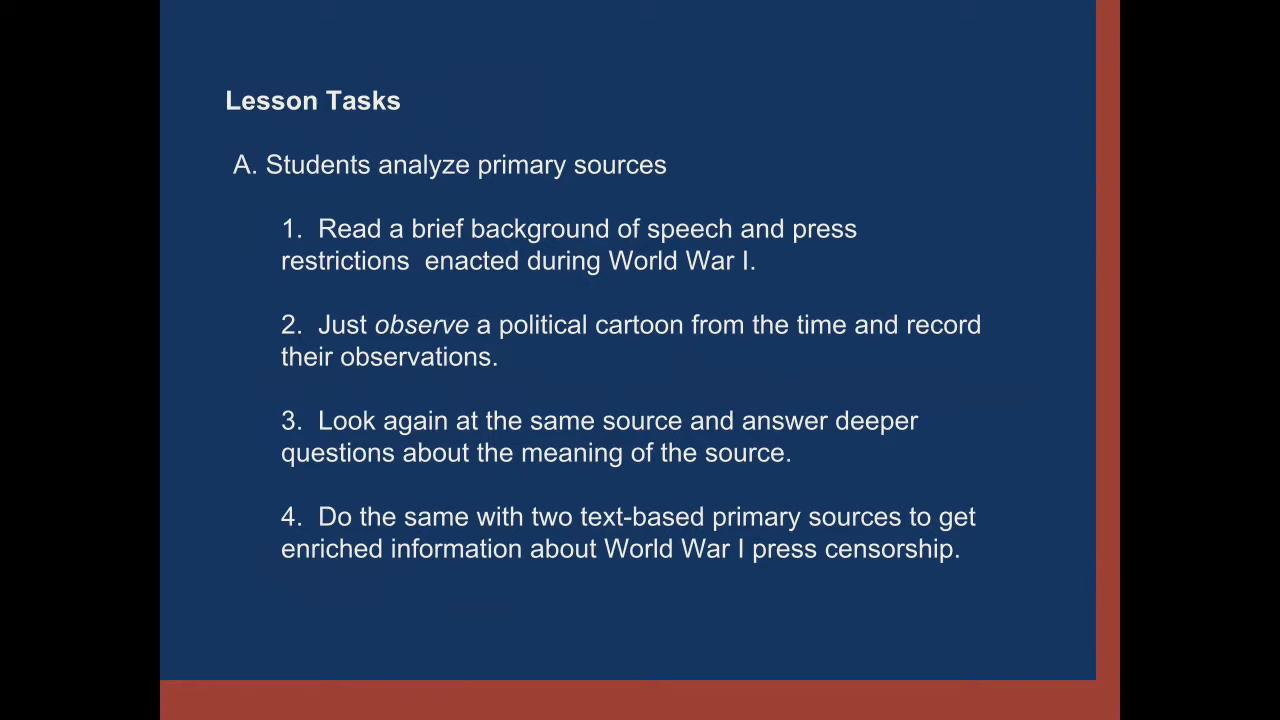 Lesson Tasks
A. Students analyze primary sources
1. Read a brief background of speech and press
restrictions enacted during World War I.
2. Just observe a political cartoon from the time and record
their observations.
3. Look again at the same source and answer deeper
questions about the meaning of the source.
4. Do the same with two text-based primary sources to get
enriched information about World War I press censorship.